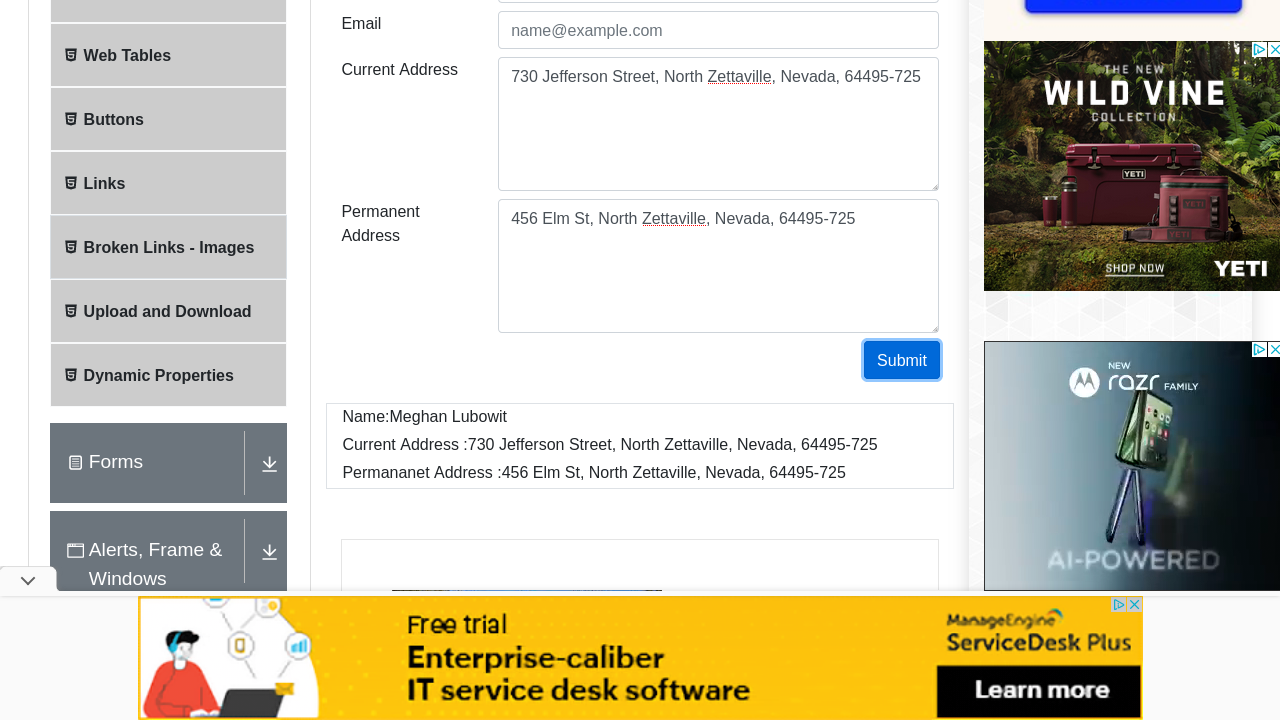 Email
name@example.com
Web Tables
Current Address
730 Jefferson Street, North Zettaville, Nevada, 64495-725
Buttons
Links
Permanent
Address
456 Elm St, North Zettaville, Nevada, 64495-725
Broken Links - Images
Upload and Download
Submit
Dynamic Properties
Name:Meghan Lubowit
Current Address :730 Jefferson Street, North Zettaville, Nevada, 64495-725
Permananet Address :456 Elm St, North Zettaville, Nevada, 64495-725
Forms
Alerts, Frame &
Windows
THE NEW
WILD VINE
COLLECTION
YETI
YETI
YETI
SHOP NOW
YETI
NEW
razr FAMILY
AI-POWERED
Free trial
Enterprise-caliber
IT service desk software
ManageEngine
ServiceDesk Plus
Learn more